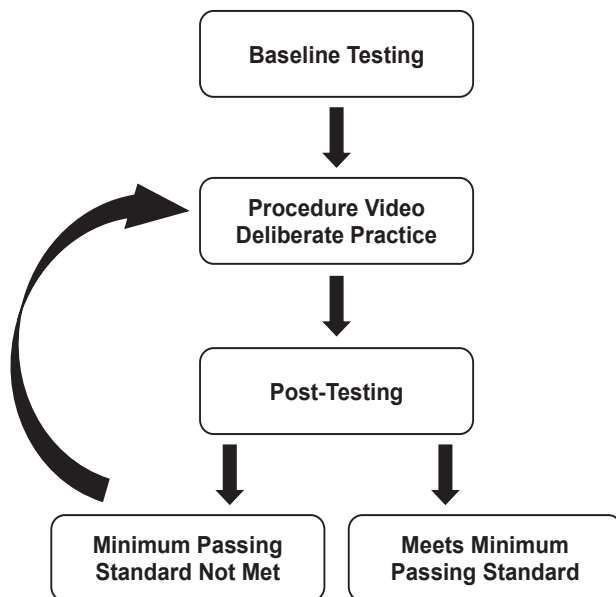 Baseline Testing
Procedure Video
Deliberate Practice
Post-Testing
Minimum Passing
Standard Not Met
Meets Minimum
Passing Standard